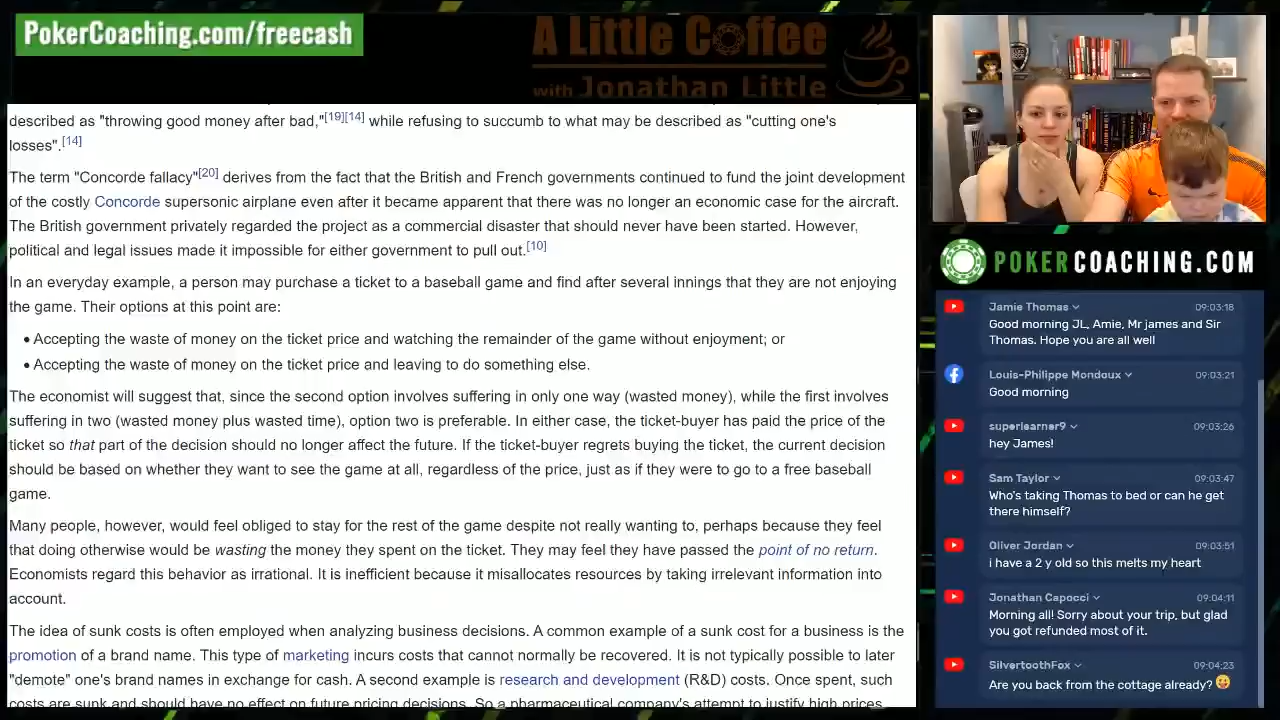 PokerCoaching.com/freecash
A Little Coffee
with Jonathan Little
described as "throwing good money after bad,"[19][14] while refusing to succumb to what may be described as "cutting one's
losses".[14]
The term "Concorde fallacy"[20] derives from the fact that the British and French governments continued to fund the joint development
of the costly Concorde supersonic airplane even after it became apparent that there was no longer an economic case for the aircraft.
The British government privately regarded the project as a commercial disaster that should never have been started. However,
political and legal issues made it impossible for either government to pull out.[10]
In an everyday example, a person may purchase a ticket to a baseball game and find after several innings that they are not enjoying
the game. Their options at this point are:
• Accepting the waste of money on the ticket price and watching the remainder of the game without enjoyment; or
• Accepting the waste of money on the ticket price and leaving to do something else.
The economist will suggest that, since the second option involves suffering in only one way (wasted money), while the first involves
suffering in two (wasted money plus wasted time), option two is preferable. In either case, the ticket-buyer has paid the price of the
ticket so that part of the decision should no longer affect the future. If the ticket-buyer regrets buying the ticket, the current decision
should be based on whether they want to see the game at all, regardless of the price, just as if they were to go to a free baseball
game.
Many people, however, would feel obliged to stay for the rest of the game despite not really wanting to, perhaps because they feel
that doing otherwise would be wasting the money they spent on the ticket. They may feel they have passed the point of no return.
Economists regard this behavior as irrational. It is inefficient because it misallocates resources by taking irrelevant information into
account.
The idea of sunk costs is often employed when analyzing business decisions. A common example of a sunk cost for a business is the
promotion of a brand name. This type of marketing incurs costs that cannot normally be recovered. It is not typically possible to later
"demote" one's brand names in exchange for cash. A second example is research and development (R&D) costs. Once spent, such
costs are sunk and should have no effect on future pricing decisions. So a pharmaceutical company's attempt to justify high prices
POKERCOACHING.COM
Jamie Thomas 09:03:18
Good morning JL, Amie, Mr james and Sir
Thomas. Hope you are all well
Louis-Philippe Mondoux 09:03:21
Good morning
superlearner9 09:03:26
hey James!
Sam Taylor 09:03:47
Who's taking Thomas to bed or can he get
there himself?
Oliver Jordan 09:03:51
i have a 2 y old so this melts my heart
Jonathan Capocci 09:04:11
Morning all! Sorry about your trip, but glad
you got refunded most of it.
SilvertoothFox 09:04:23
Are you back from the cottage already? 😜